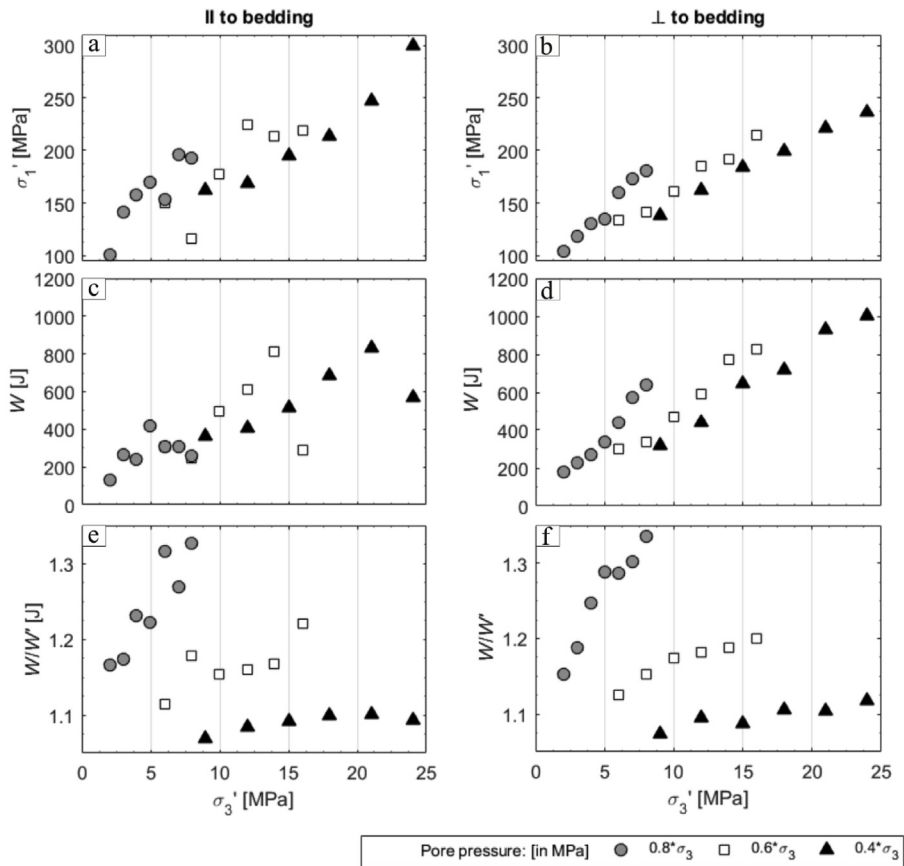 || to bedding
⊥ to bedding
a
300
250
200
150
100
σ1' [MPa]
b
300
250
200
150
100
σ1' [MPa]
c
1200
1000
800
600
400
200
0
W [J]
d
1200
1000
800
600
400
200
0
W [J]
e
1.3
1.2
1.1
W/W' [J]
0 5 10 15 20 25
σ3' [MPa]
f
1.3
1.2
1.1
W/W'
0 5 10 15 20 25
σ3' [MPa]
Pore pressure: [in MPa] 0.8*σ3 0.6*σ3 0.4*σ3